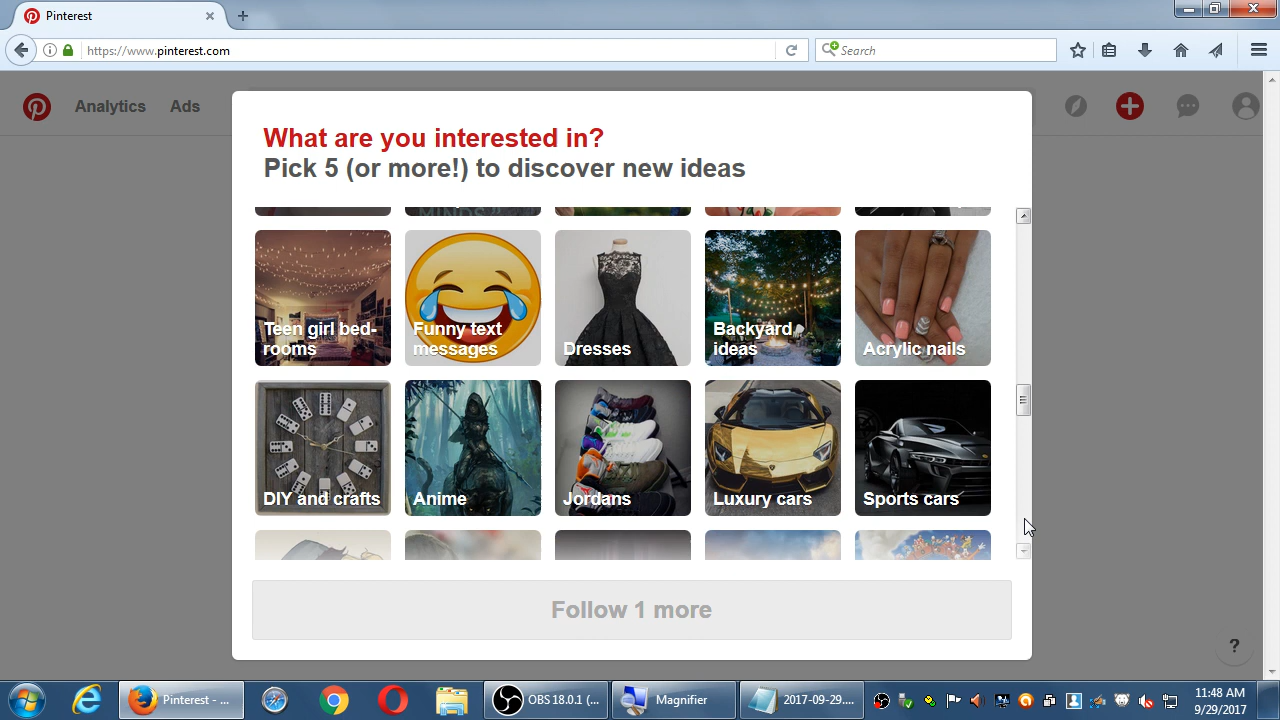 Pinterest
https://www.pinterest.com
Search
Analytics
Ads
What are you interested in?
Pick 5 (or more!) to discover new ideas
MINDS."
Teen girl bed-
rooms
Funny text
messages
Dresses
Backyard
ideas
Acrylic nails
DIY and crafts
Anime
Jordans
Luxury cars
Sports cars
Follow 1 more
?
Pinterest - ...
OBS 18.0.1 (...
Magnifier
2017-09-29....
11:48 AM
9/29/2017